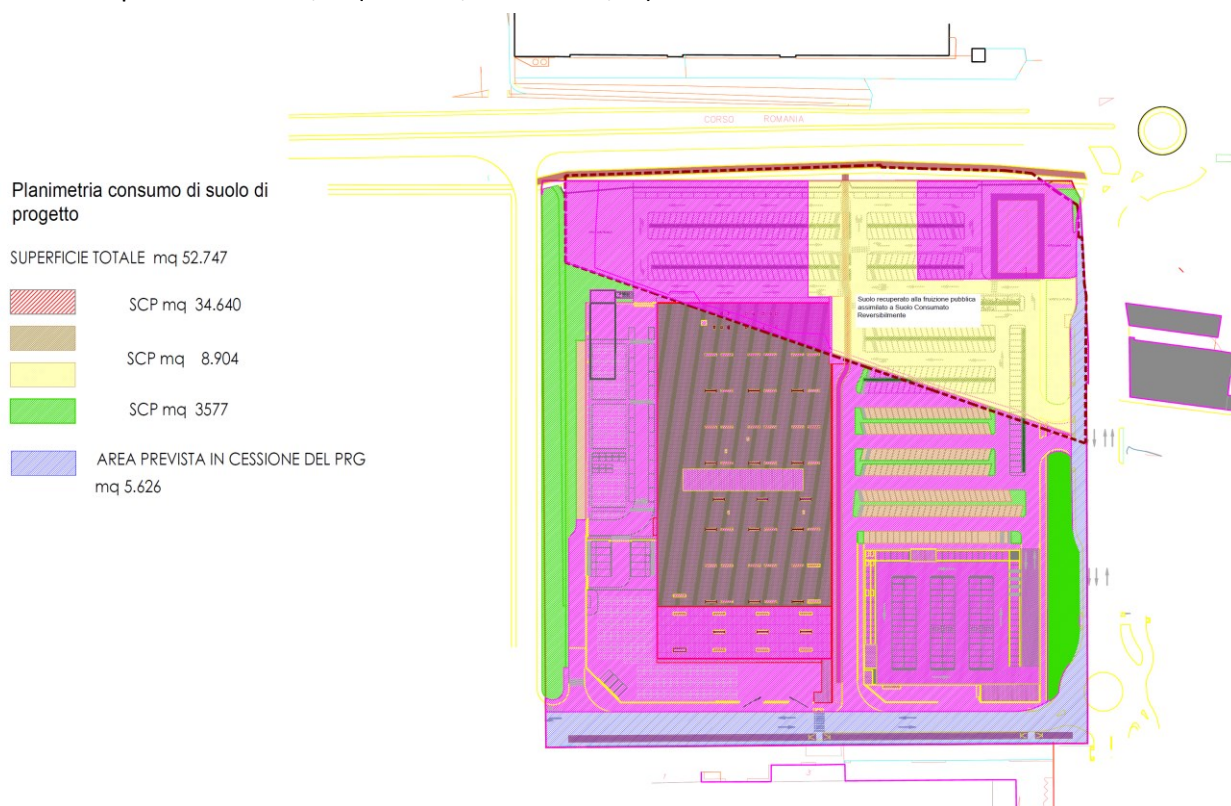 CORSO ROMANIA
Planimetria consumo di suolo di
progetto
SUPERFICIE TOTALE mq 52.747
SCP mq 34.640
SCP mq 8.904
SCP mq 3577
AREA PREVISTA IN CESSIONE DEL PRG
mq 5.626
Suolo recuperato alla fruizione pubblica
assimilato a Suolo Consumato
Reversibilmente